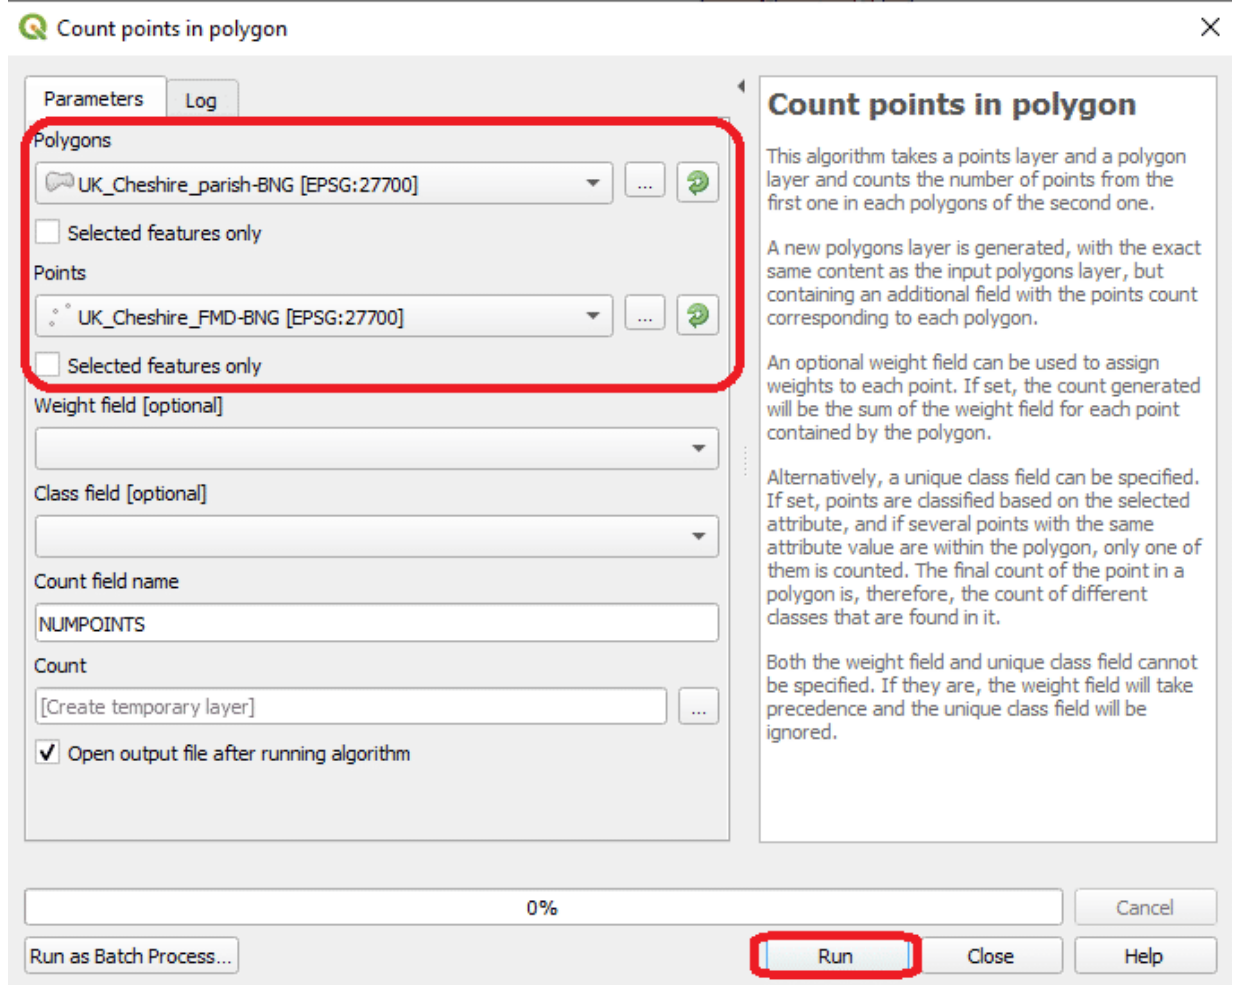 Count points in polygon
Parameters
Log
Polygons
UK_Cheshire_parish-BNG [EPSG:27700]
...
Selected features only
Points
UK_Cheshire_FMD-BNG [EPSG:27700]
...
Selected features only
Weight field [optional]
Class field [optional]
Count field name
NUMPOINTS
Count
[Create temporary layer]
...
Open output file after running algorithm
Count points in polygon
This algorithm takes a points layer and a polygon
layer and counts the number of points from the
first one in each polygons of the second one.
A new polygons layer is generated, with the exact
same content as the input polygons layer, but
containing an additional field with the points count
corresponding to each polygon.
An optional weight field can be used to assign
weights to each point. If set, the count generated
will be the sum of the weight field for each point
contained by the polygon.
Alternatively, a unique class field can be specified.
If set, points are classified based on the selected
attribute, and if several points with the same
attribute value are within the polygon, only one of
them is counted. The final count of the point in a
polygon is, therefore, the count of different
classes that are found in it.
Both the weight field and unique class field cannot
be specified. If they are, the weight field will take
precedence and the unique class field will be
ignored.
0%
Cancel
Run as Batch Process...
Run
Close
Help